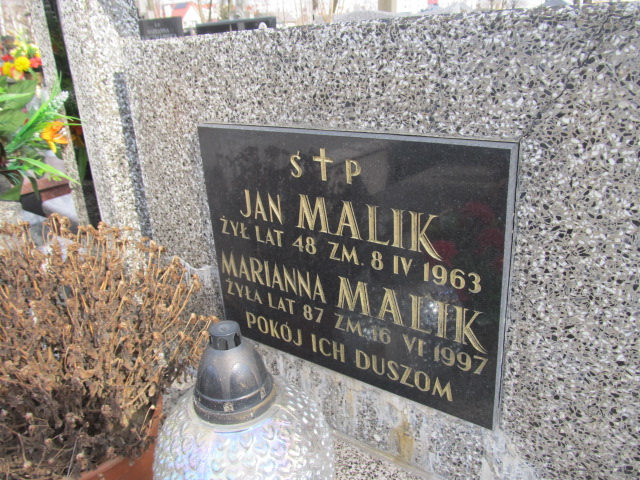 Ś † P
JAN MALIK
ŻYŁ LAT 48 ZM. 8 IV 1963
MARIANNA MALIK
ŻYŁA LAT 87 ZM. 16 VI 1997
POKÓJ ICH DUSZOM